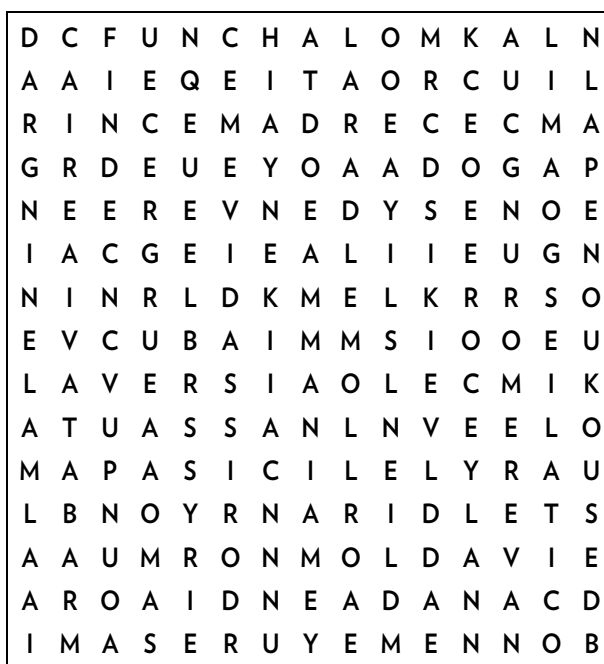 D C F U N C H A L O M K A L N
A A I E Q E I T A O R C U I L
R I N C E M A D R E C E C M A
G R D E U E Y O A A D O G A P
N E E R E V N E D Y S E N O E
I A C G E I E A L I I E U G N
N I N R L D K M E L K R R S O
E V C U B A I M M S I O O E U
L A V E R S I A O L E C M I K
A T U A S S A N L N V E E L O
M A P A S I C I L E L Y R A U
L B N O Y R N A R I D L E T S
A A U M R O N M O L D A V I E
A R O A I D N E A D A N A C D
I M A S E R U Y E M E N N O B